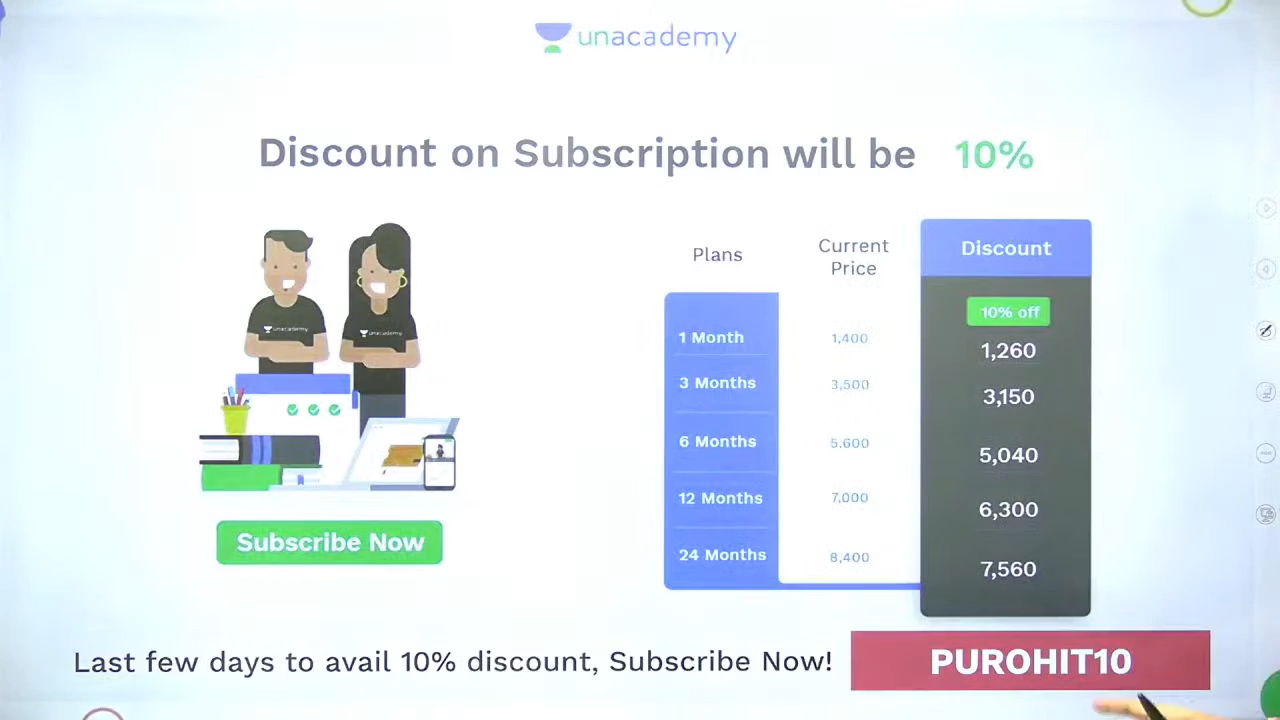 unacademy
Discount on Subscription will be 10%
Plans
Current
Price
Discount
10% off
1 Month 1,400 1,260
3 Months 3,500 3,150
6 Months 5.600 5,040
12 Months 7,000 6,300
24 Months 8,400 7,560
unacademy
unacademy
Subscribe Now
Last few days to avail 10% discount, Subscribe Now!
PUROHIT10